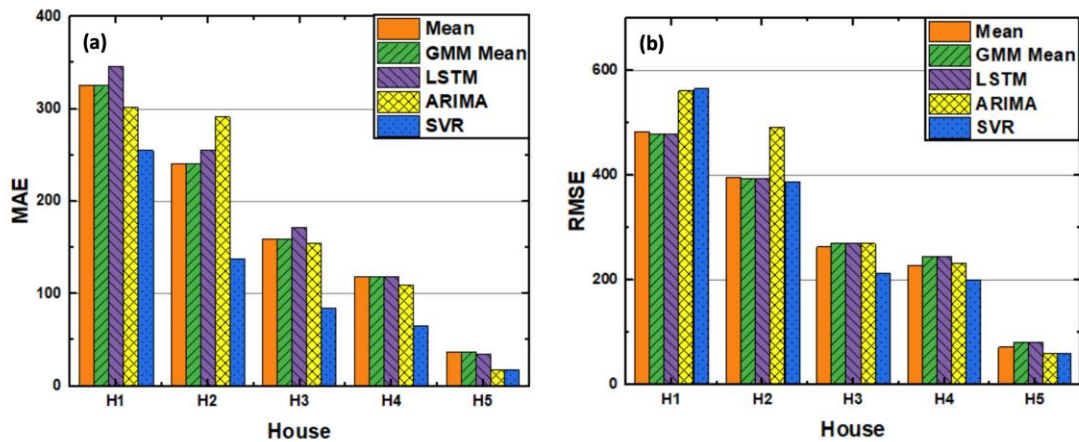 (a)
Mean
GMM Mean
LSTM
ARIMA
SVR
400
300
200
100
0
MAE
H1 H2 H3 H4 H5
House
(b)
Mean
GMM Mean
LSTM
ARIMA
SVR
600
400
200
0
RMSE
H1 H2 H3 H4 H5
House